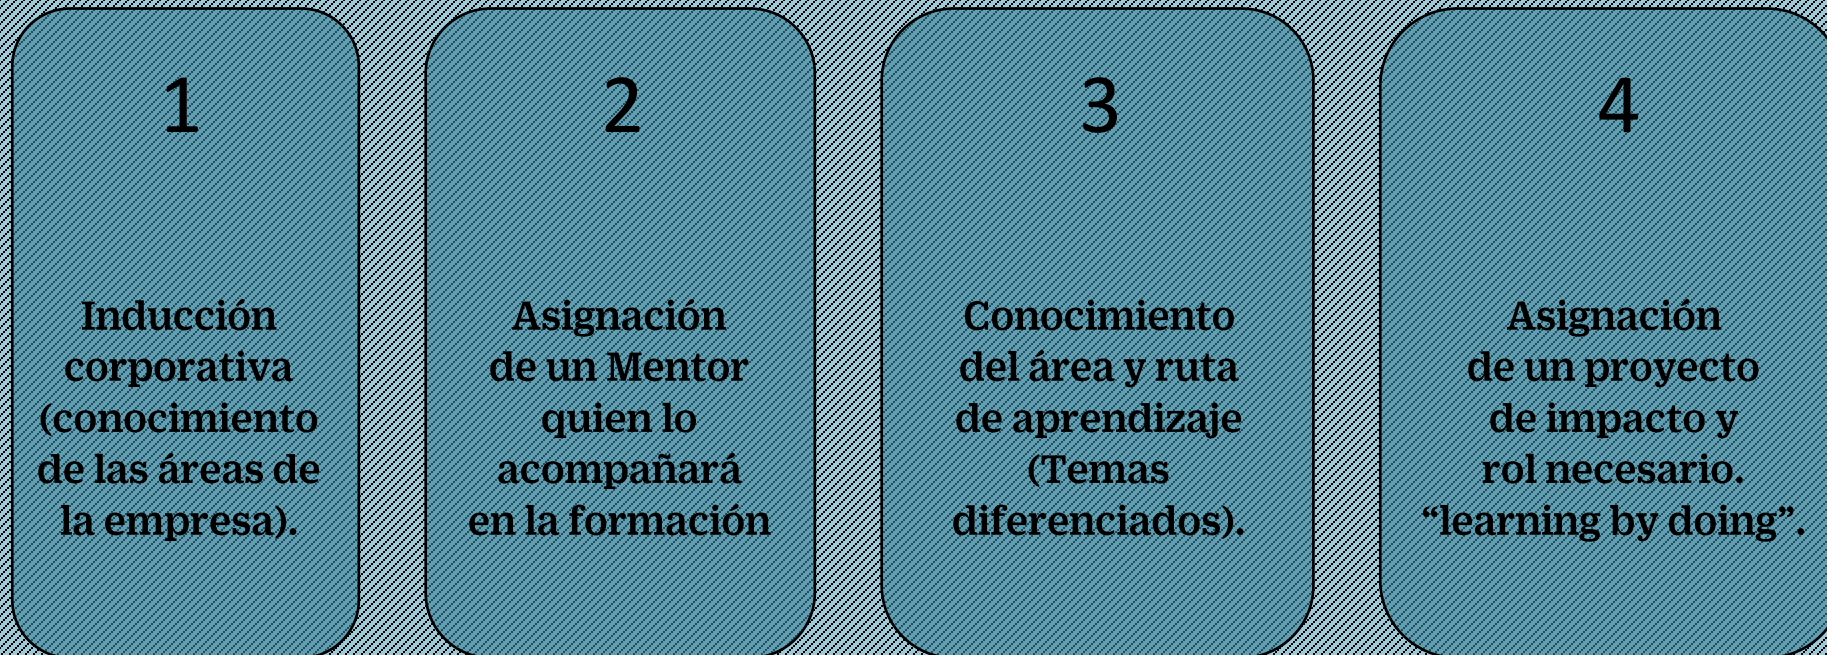 1
Inducción
corporativa
(conocimiento
de las áreas de
la empresa).
2
Asignación
de un Mentor
quien lo
acompañará
en la formación
3
Conocimiento
del área y ruta
de aprendizaje
(Temas
diferenciados).
4
Asignación
de un proyecto
de impacto y
rol necesario.
“learning by doing”.